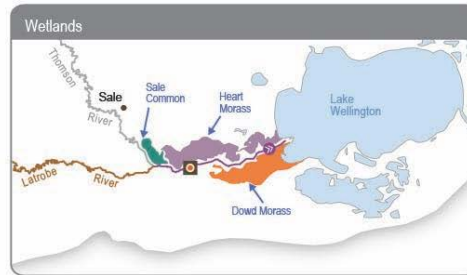 Wetlands
Thomson
River
Sale
Sale
Common
Heart
Morass
Lake
Wellington
Latrobe
River
Dowd Morass